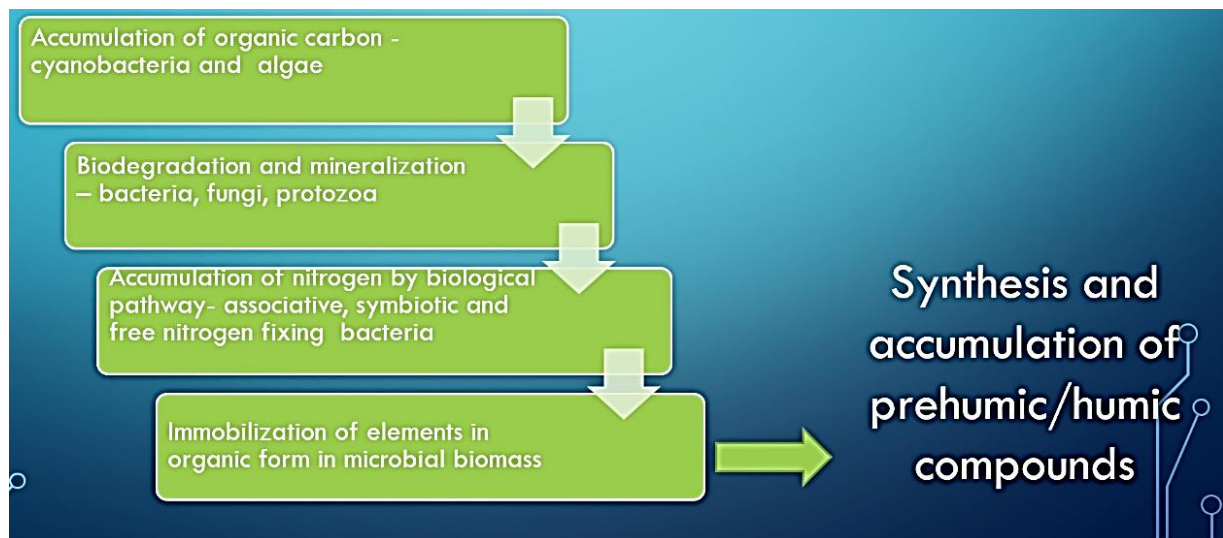 Accumulation of organic carbon -
cyanobacteria and algae
Biodegradation and mineralization
– bacteria, fungi, protozoa
Accumulation of nitrogen by biological
pathway- associative, symbiotic and
free nitrogen fixing bacteria
Immobilization of elements in
organic form in microbial biomass
Synthesis and
accumulation of
prehumic/humic
compounds